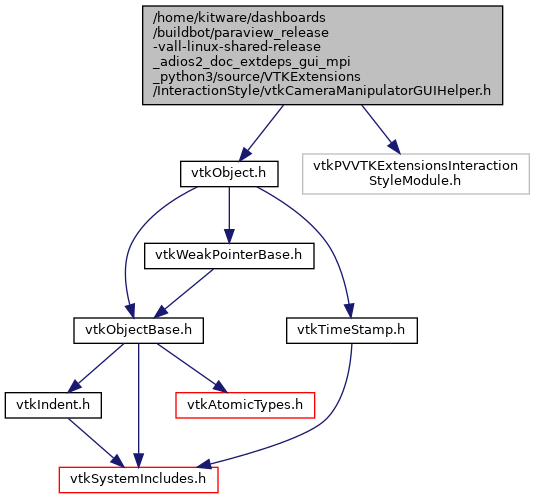 /home/kitware/dashboards
/buildbot/paraview_release
-vall-linux-shared-release
_adios2_doc_extdeps_gui_mpi
_python3/source/VTKExtensions
/InteractionStyle/vtkCameraManipulatorGUIHelper.h
vtkObject.h
vtkPVVTKExtensionsInteraction
StyleModule.h
vtkWeakPointerBase.h
vtkObjectBase.h
vtkTimeStamp.h
vtkIndent.h
vtkAtomicTypes.h
vtkSystemIncludes.h